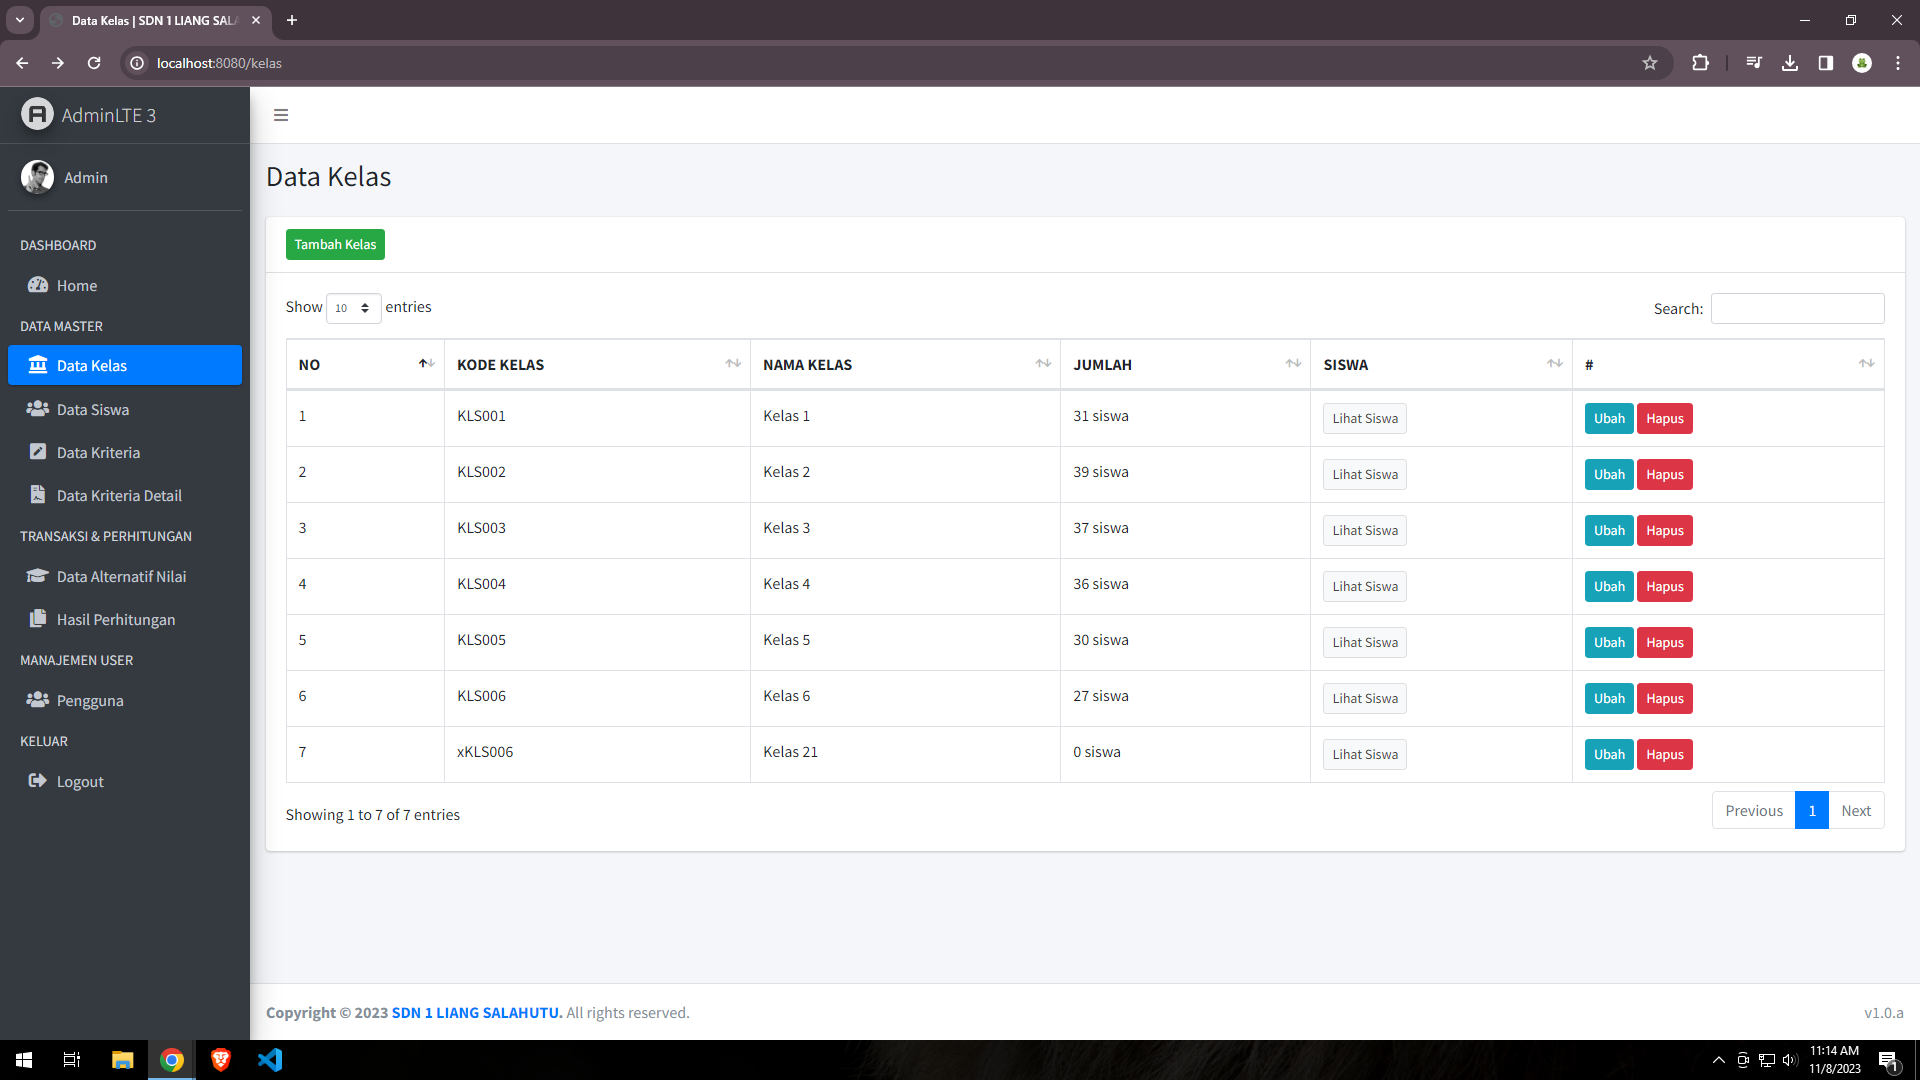 Data Kelas | SDN 1 LIANG SALA
localhost:8080/kelas
AdminLTE 3
Admin
DASHBOARD
Home
DATA MASTER
Data Kelas
Data Siswa
Data Kriteria
Data Kriteria Detail
TRANSAKSI & PERHITUNGAN
Data Alternatif Nilai
Hasil Perhitungan
MANAJEMEN USER
Pengguna
KELUAR
Logout
Data Kelas
Tambah Kelas
Show 10 entries
Search:
NO KODE KELAS NAMA KELAS JUMLAH SISWA #
1 KLS001 Kelas 1 31 siswa Lihat Siswa Ubah Hapus
2 KLS002 Kelas 2 39 siswa Lihat Siswa Ubah Hapus
3 KLS003 Kelas 3 37 siswa Lihat Siswa Ubah Hapus
4 KLS004 Kelas 4 36 siswa Lihat Siswa Ubah Hapus
5 KLS005 Kelas 5 30 siswa Lihat Siswa Ubah Hapus
6 KLS006 Kelas 6 27 siswa Lihat Siswa Ubah Hapus
7 xKLS006 Kelas 21 0 siswa Lihat Siswa Ubah Hapus
Showing 1 to 7 of 7 entries
Previous 1 Next
Copyright © 2023 SDN 1 LIANG SALAHUTU. All rights reserved.
v1.0.a
11:14 AM
11/8/2023
1